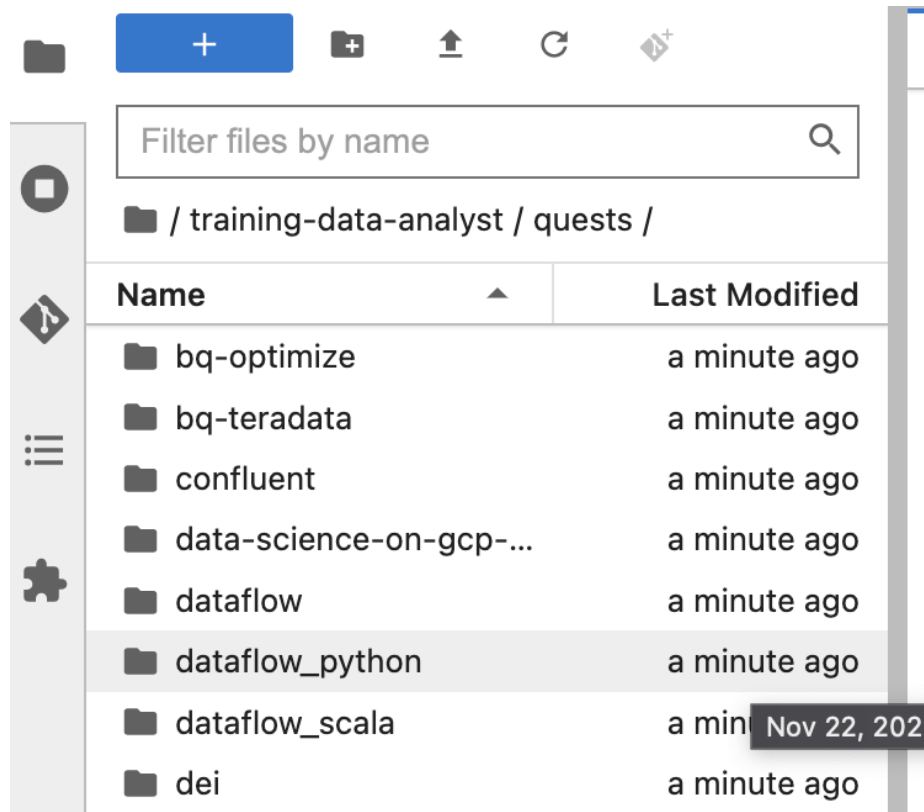 Filter files by name
/ training-data-analyst / quests /
Name Last Modified
bq-optimize a minute ago
bq-teradata a minute ago
confluent a minute ago
data-science-on-gcp-... a minute ago
dataflow a minute ago
dataflow_python a minute ago
dataflow_scala a min
Nov 22, 202
dei a minute ago